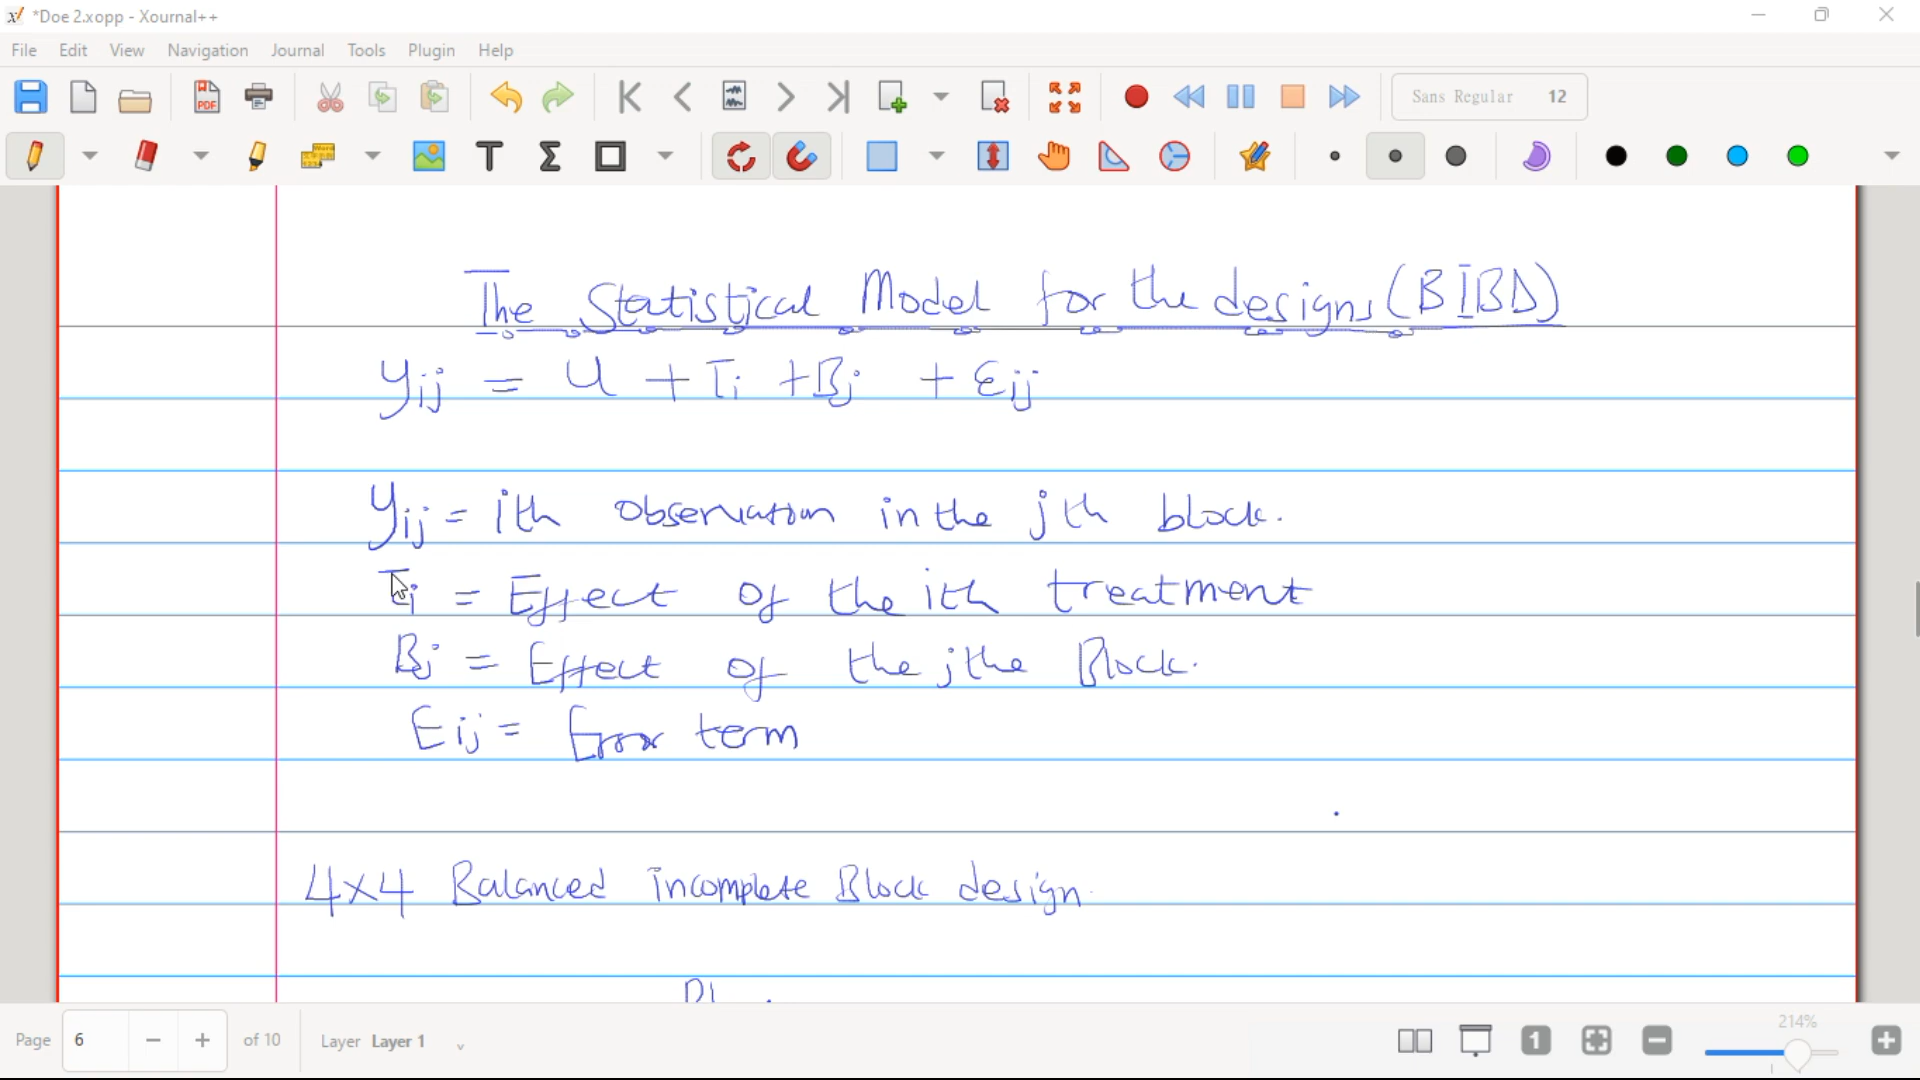 *Doe 2.xopp - Xournal++
File Edit View Navigation Journal Tools Plugin Help
Sans Regular 12
The Statistical Model for the designs (BIBD)
yij = U + τi + Bj + Eij
yij = ith observation in the jth block.
τi = Effect of the ith treatment
Bj = Effect of the jthe Block.
Eij = Error term
4x4 Balanced incomplete Block design.
Page 6 of 10 Layer Layer 1 214%